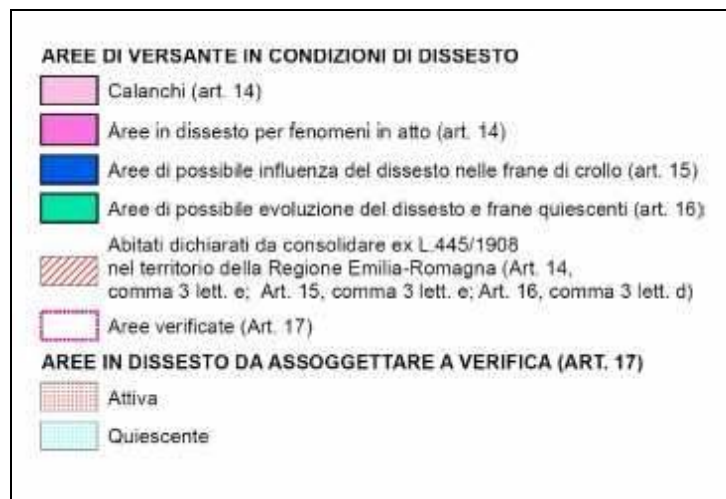 AREE DI VERSANTE IN CONDIZIONI DI DISSESTO
Calanchi (art. 14)
Aree in dissesto per fenomeni in atto (art. 14)
Aree di possibile influenza del dissesto nelle frane di crollo (art. 15)
Aree di possibile evoluzione del dissesto e frane quiescenti (art. 16)
Abitati dichiarati da consolidare ex L.445/1908
nel territorio della Regione Emilia-Romagna (Art. 14,
comma 3 lett. e; Art. 15, comma 3 lett. e; Art. 16, comma 3 lett. d)
Aree verificate (Art. 17)
AREE IN DISSESTO DA ASSOGGETTARE A VERIFICA (ART. 17)
Attiva
Quiescente